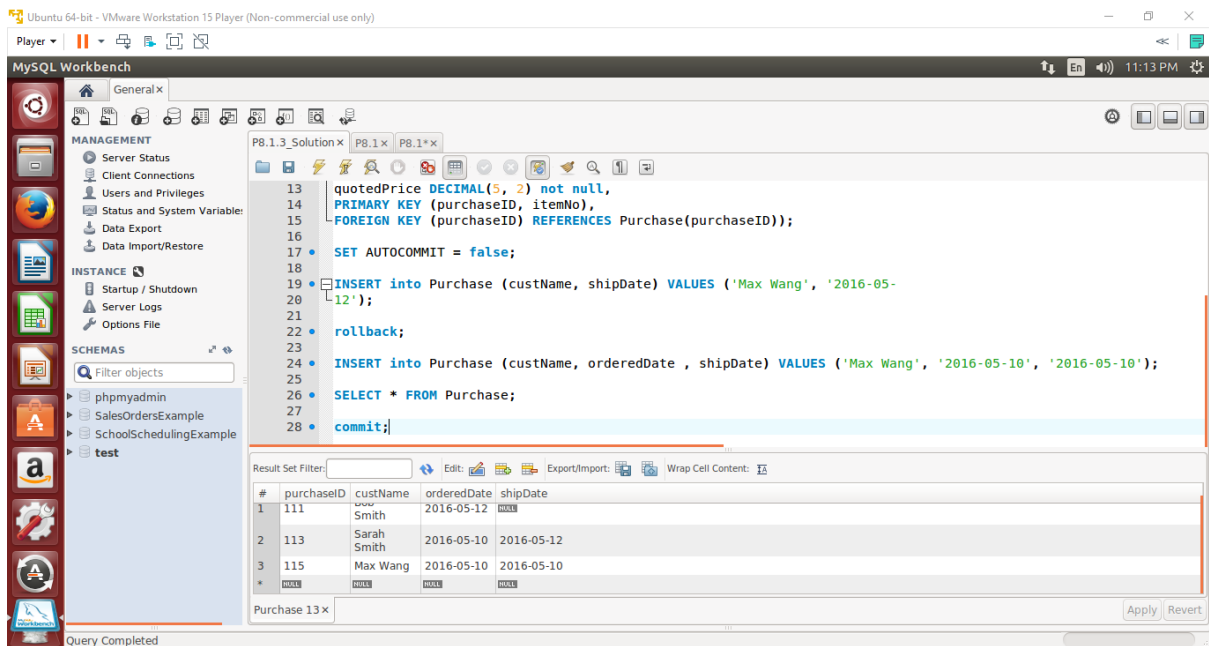 Ubuntu 64-bit - VMware Workstation 15 Player (Non-commercial use only)
Player
MySQL Workbench
En 11:13 PM
General ×
SQL SQL
MANAGEMENT
Server Status
Client Connections
Users and Privileges
Status and System Variable
Data Export
Data Import/Restore
INSTANCE
Startup / Shutdown
Server Logs
Options File
SCHEMAS
Filter objects
phpmyadmin
SalesOrdersExample
SchoolSchedulingExample
test
P8.1.3_Solution × P8.1 × P8.1* ×
13 quotedPrice DECIMAL(5, 2) not null,
14 PRIMARY KEY (purchaseID, itemNo),
15 FOREIGN KEY (purchaseID) REFERENCES Purchase(purchaseID));
16
17 SET AUTOCOMMIT = false;
18
19 INSERT into Purchase (custName, shipDate) VALUES ('Max Wang', '2016-05-
20 12');
21
22 rollback;
23
24 INSERT into Purchase (custName, orderedDate , shipDate) VALUES ('Max Wang', '2016-05-10', '2016-05-10');
25
26 SELECT * FROM Purchase;
27
28 commit;
Result Set Filter: Edit: Export/Import: Wrap Cell Content:
# purchaseID custName orderedDate shipDate
1 111 Bob Smith 2016-05-12 NULL
2 113 Sarah Smith 2016-05-10 2016-05-12
3 115 Max Wang 2016-05-10 2016-05-10
* NULL NULL NULL NULL
Purchase 13 ×
Apply Revert
Query Completed